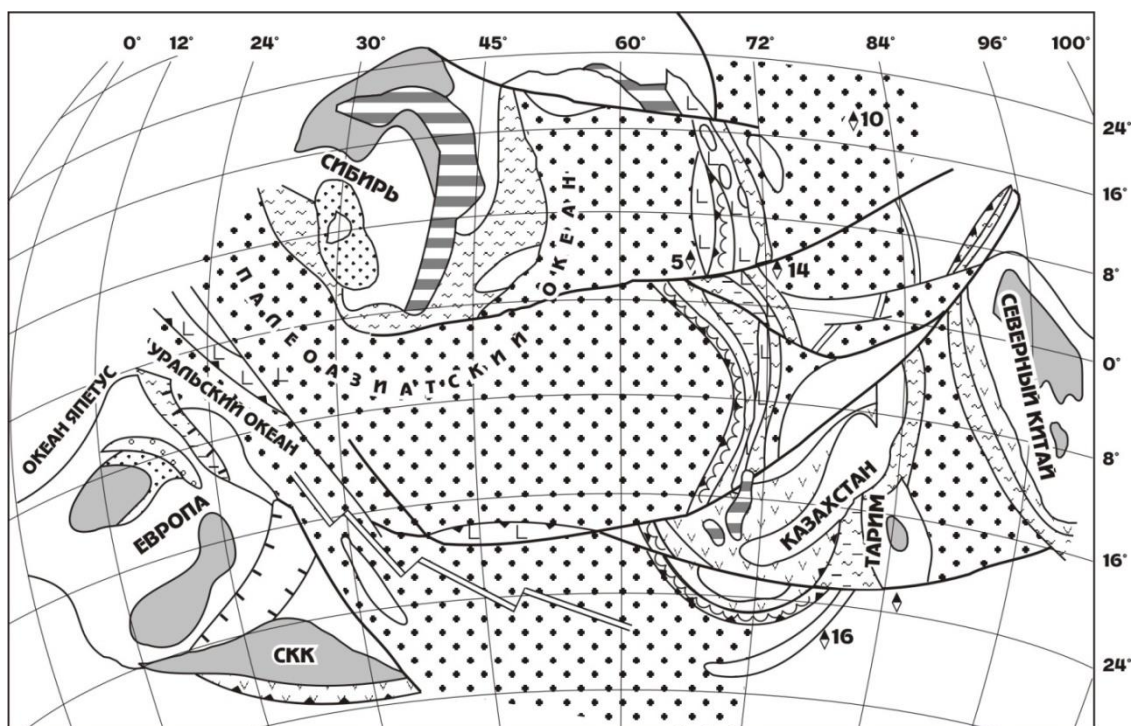 0° 12° 24° 30° 45° 60° 72° 84° 96° 100°
24°
10
СИБИРЬ
16°
ПАЛЕОАЗИАТСКИЙ ОКЕАН
5
14
8°
СЕВЕРНЫЙ КИТАЙ
0°
УРАЛЬСКИЙ ОКЕАН
ОКЕАН ЯПЕТУС
8°
ЕВРОПА
КАЗАХСТАН
ТАРИМ
16°
16
СКК
24°